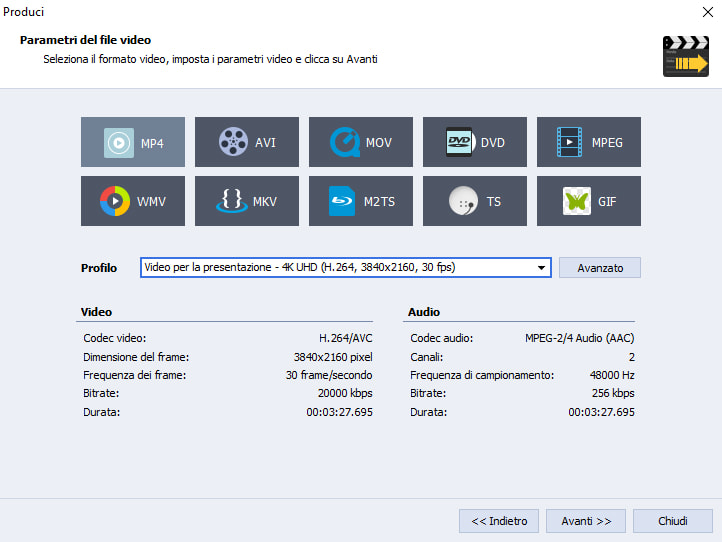 Produci
Parametri del file video
Seleziona il formato video, imposta i parametri video e clicca su Avanti
MP4 AVI MOV DVD DVD MPEG
WMV MKV M2TS TS GIF
Profilo Video per la presentazione - 4K UHD (H.264, 3840x2160, 30 fps) Avanzato
Video Audio
Codec video: H.264/AVC Codec audio: MPEG-2/4 Audio (AAC)
Dimensione del frame: 3840x2160 pixel Canali: 2
Frequenza dei frame: 30 frame/secondo Frequenza di campionamento: 48000 Hz
Bitrate: 20000 kbps Bitrate: 256 kbps
Durata: 00:03:27.695 Durata: 00:03:27.695
<< Indietro Avanti >> Chiudi